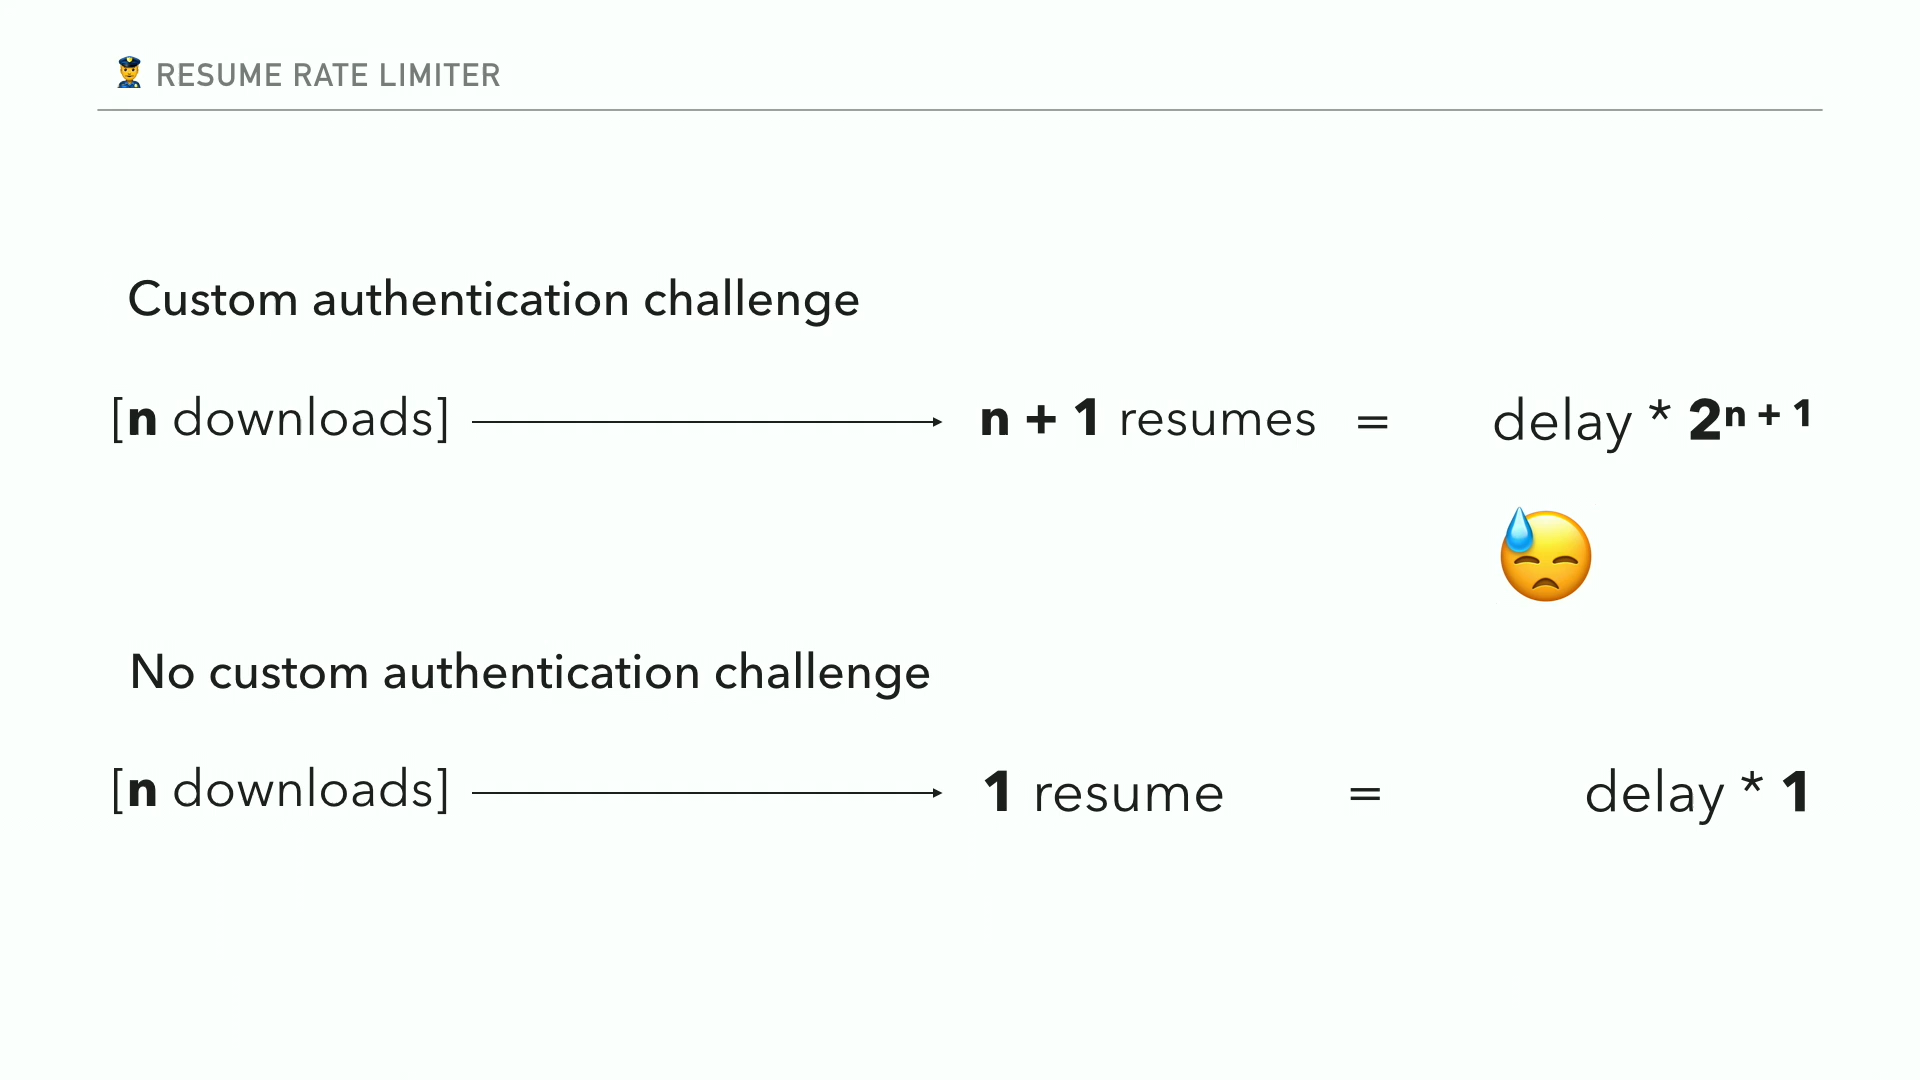 RESUME RATE LIMITER
Custom authentication challenge
[n downloads] n + 1 resumes = delay * 2ⁿ ⁺ ¹
No custom authentication challenge
[n downloads] 1 resume = delay * 1